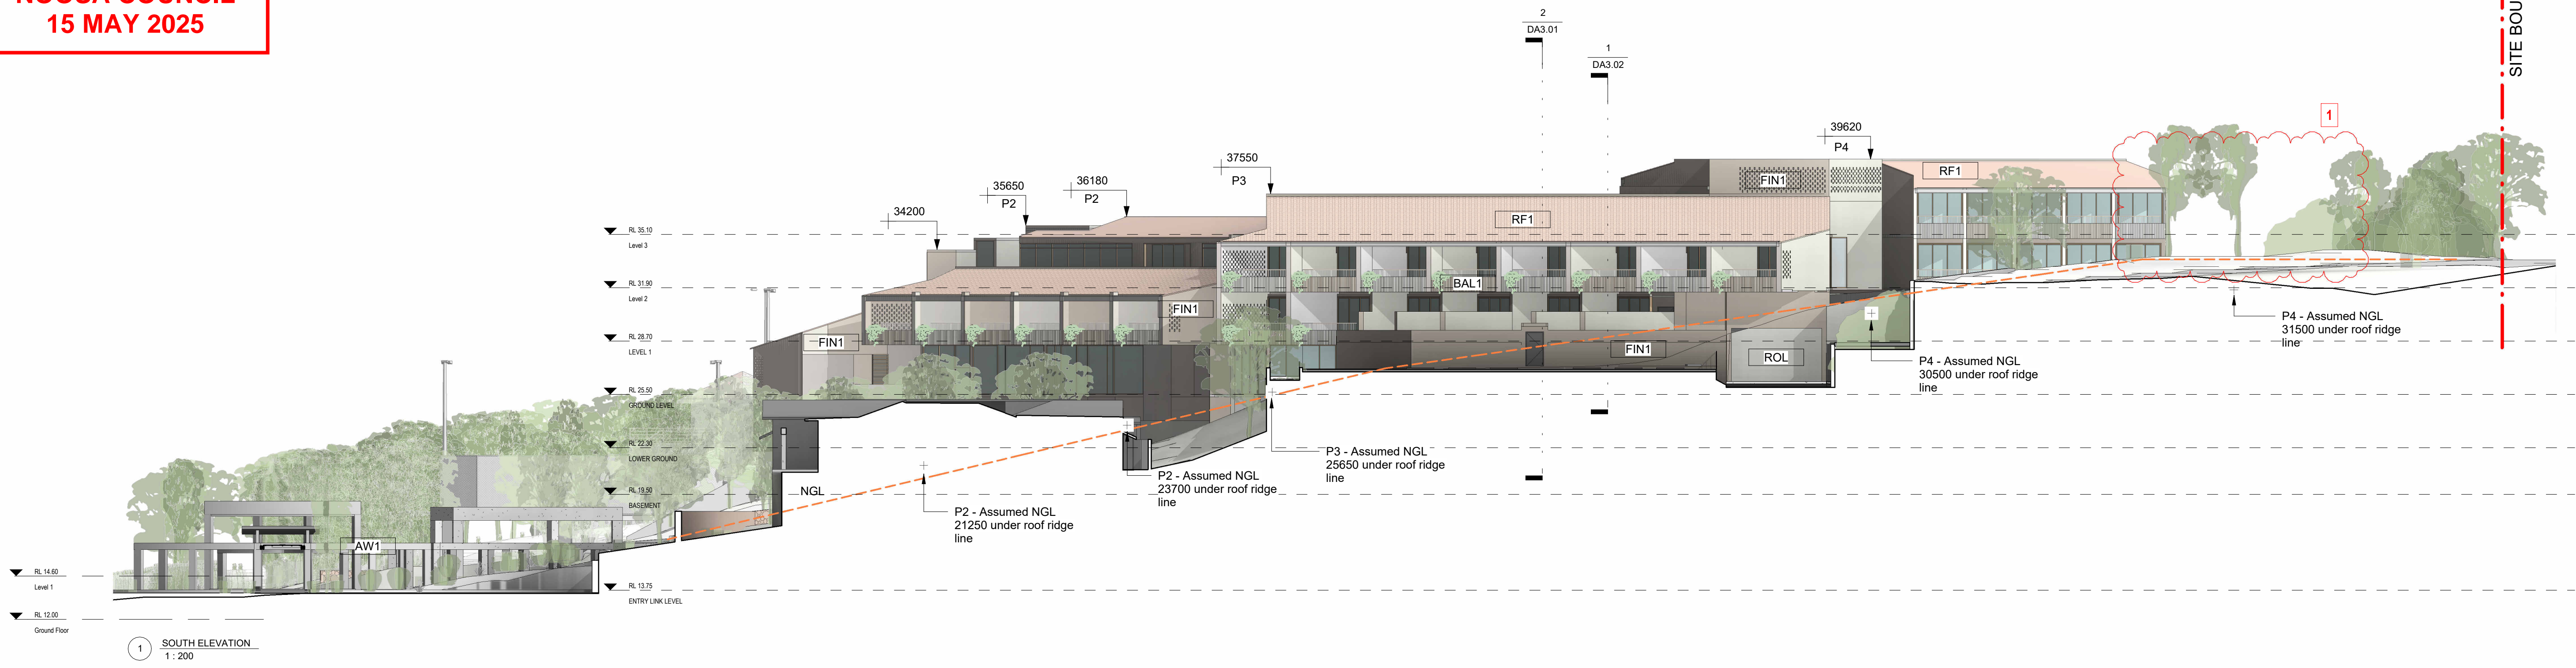 15 MAY 2025
2
DA3.01
1
DA3.02
SITE BOU
1
39620
P4
37550
P3
36180
P2
35650
P2
34200
RF1
FIN1
RF1
BAL1
FIN1
FIN1
FIN1
ROL
RL 35.10
Level 3
RL 31.90
Level 2
RL 28.70
LEVEL 1
RL 25.50
GROUND LEVEL
RL 22.30
LOWER GROUND
RL 19.50
BASEMENT
RL 13.75
ENTRY LINK LEVEL
RL 14.60
Level 1
RL 12.00
Ground Floor
AW1
NGL
P2 - Assumed NGL
21250 under roof ridge
line
P2 - Assumed NGL
23700 under roof ridge
line
P3 - Assumed NGL
25650 under roof ridge
line
P4 - Assumed NGL
30500 under roof ridge
line
P4 - Assumed NGL
31500 under roof ridge
line
1
SOUTH ELEVATION
1 : 200